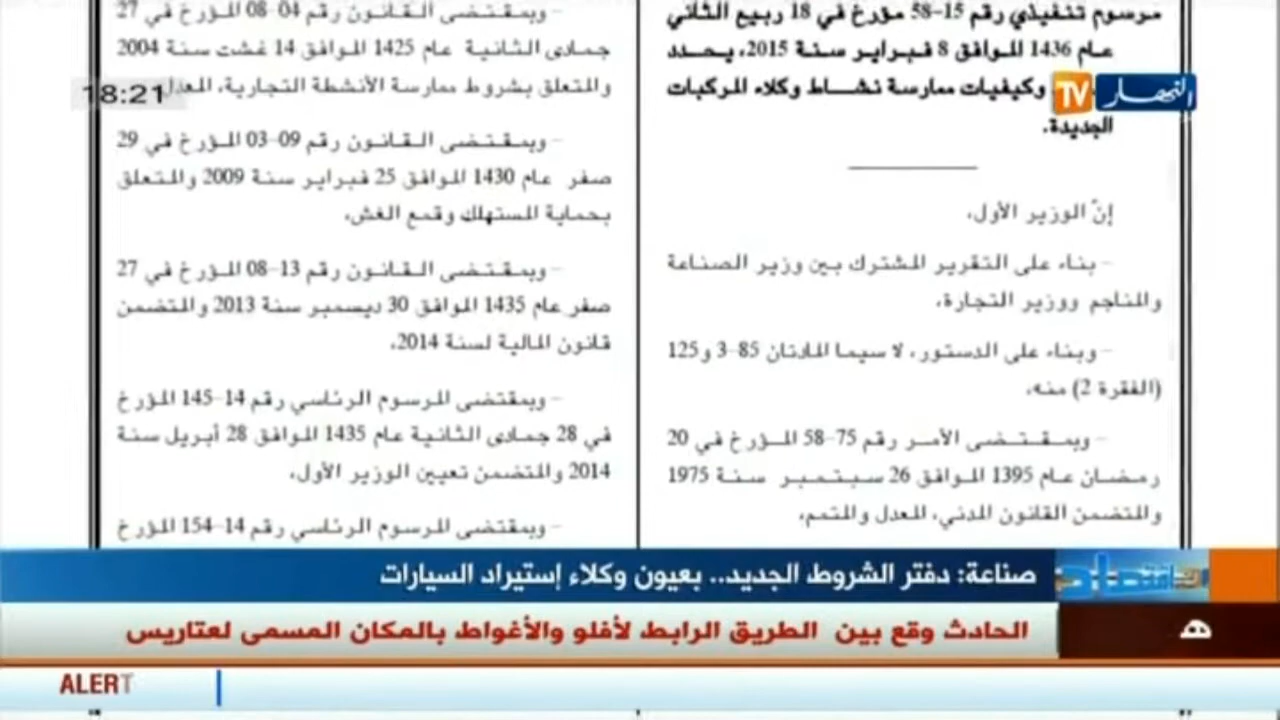 مرسوم تنفيذي رقم 15-58 مؤرخ في 18 ربيع الثاني
عام 1436 الموافق 8 فبراير سنة 2015، يحدد
وكيفيات ممارسة نشاط وكلاء المركبات
الجديدة.
إنّ الوزير الأول،
– بناء على التقرير المشترك بين وزير الصناعة
والمناجم ووزير التجارة،
– وبناء على الدستور، لا سيما المادتان 85-3 و125
(الفقرة 2) منه،
– وبمقتضى الأمر رقم 75-58 المؤرخ في 20
رمضان عام 1395 الموافق 26 سبتمبر سنة 1975
والمتضمن القانون المدني، المعدل والمتمم،
– وبمقتضى القانون رقم 04-08 المؤرخ في 27
جمادى الثانية عام 1425 الموافق 14 غشت سنة 2004
والمتعلق بشروط ممارسة الأنشطة التجارية، المعدل
– وبمقتضى القانون رقم 09-03 المؤرخ في 29
صفر عام 1430 الموافق 25 فبراير سنة 2009 والمتعلق
بحماية المستهلك وقمع الغش،
– وبمقتضى القانون رقم 13-08 المؤرخ في 27
صفر عام 1435 الموافق 30 ديسمبر سنة 2013 والمتضمن
قانون المالية لسنة 2014،
– وبمقتضى المرسوم الرئاسي رقم 14-145 المؤرخ
في 28 جمادى الثانية عام 1435 الموافق 28 أبريل سنة
2014 والمتضمن تعيين الوزير الأول،
– وبمقتضى المرسوم الرئاسي رقم 14-154 المؤرخ
18:21
النهار TV
اقتصاد
صناعة: دفتر الشروط الجديد.. بعيون وكلاء إستيراد السيارات
الحادث وقع بين الطريق الرابط لأفلو والأغواط بالمكان المسمى لعتاريس
ALERT